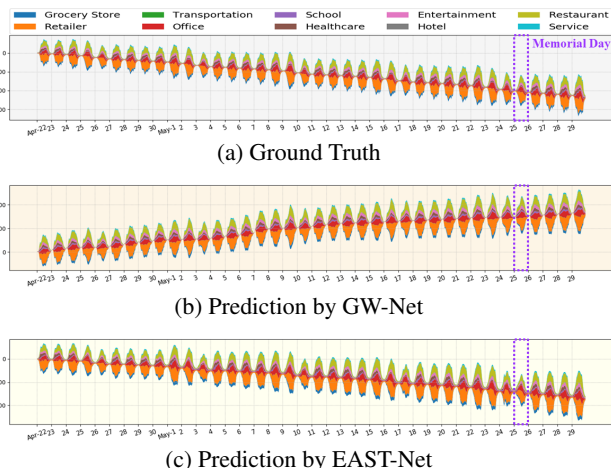 Grocery Store Transportation School Entertainment Restaurant
Retailer Office Healthcare Hotel Service
Memorial Day
0
Apr-22 23 24 25 26 27 28 29 30 May-1 2 3 4 5 6 7 8 9 10 11 12 13 14 15 16 17 18 19 20 21 22 23 24 25 26 27 28 29
(a) Ground Truth
0
Apr-22 23 24 25 26 27 28 29 30 May-1 2 3 4 5 6 7 8 9 10 11 12 13 14 15 16 17 18 19 20 21 22 23 24 25 26 27 28 29
(b) Prediction by GW-Net
0
Apr-22 23 24 25 26 27 28 29 30 May-1 2 3 4 5 6 7 8 9 10 11 12 13 14 15 16 17 18 19 20 21 22 23 24 25 26 27 28 29
(c) Prediction by EAST-Net